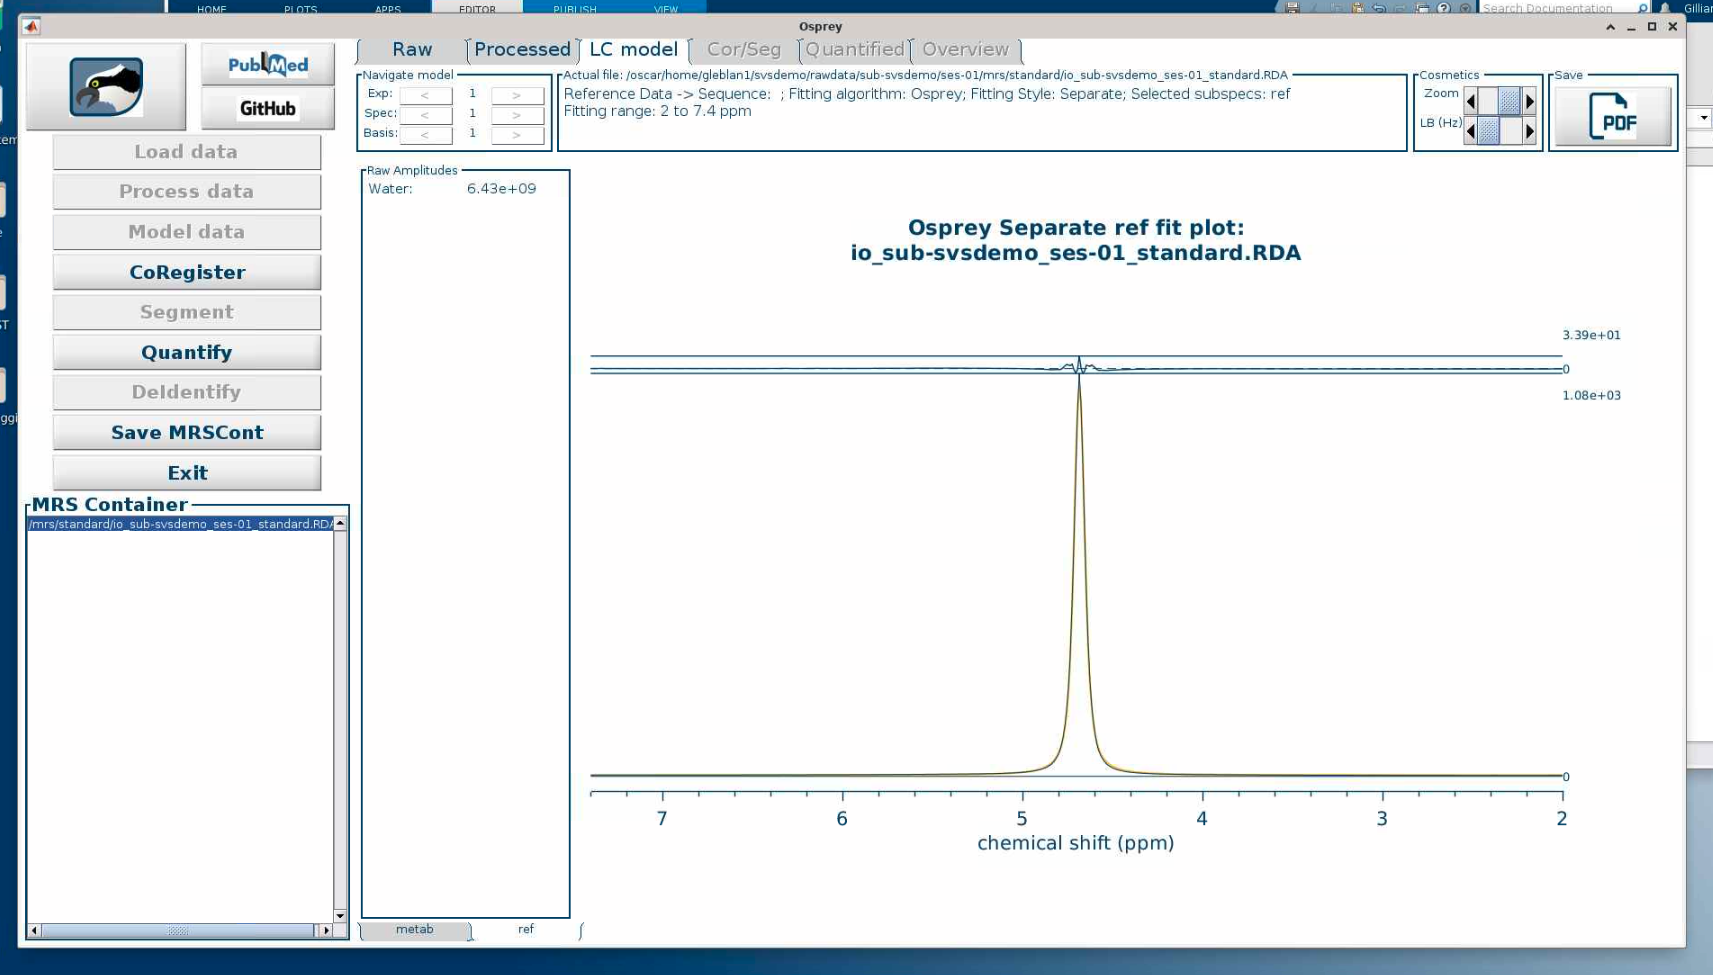 HOME PLOTS APPS EDITOR PUBLISH VIEW Search Documentation
Osprey
PubMed
GitHub
Load data
Process data
Model data
CoRegister
Segment
Quantify
DeIdentify
Save MRSCont
Exit
MRS Container
/mrs/standard/io_sub-svsdemo_ses-01_standard.RDA
Raw Processed LC model Cor/Seg Quantified Overview
Navigate model
Exp: < 1 >
Spec: < 1 >
Basis: < 1 >
Actual file: /oscar/home/gleblan1/svsdemo/rawdata/sub-svsdemo/ses-01/mrs/standard/io_sub-svsdemo_ses-01_standard.RDA
Reference Data -> Sequence: ; Fitting algorithm: Osprey; Fitting Style: Separate; Selected subspecs: ref
Fitting range: 2 to 7.4 ppm
Cosmetics
Zoom
LB (Hz)
Save
PDF
Raw Amplitudes
Water: 6.43e+09
Osprey Separate ref fit plot:
io_sub-svsdemo_ses-01_standard.RDA
3.39e+01
0
1.08e+03
0
7 6 5 4 3 2
chemical shift (ppm)
metab ref